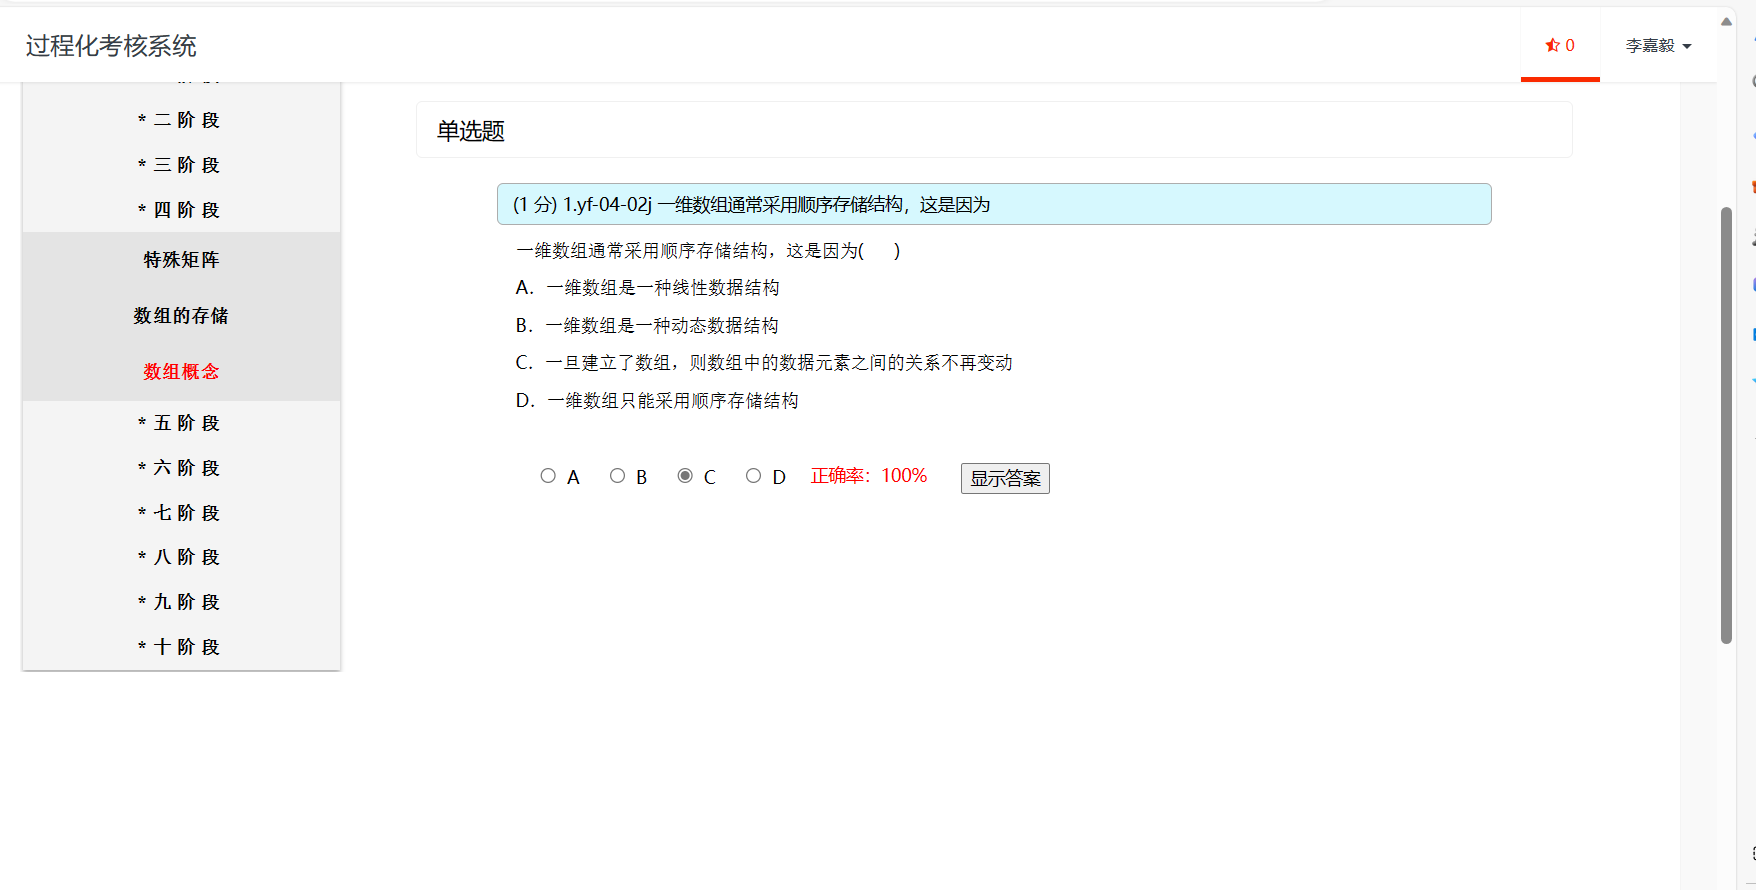 过程化考核系统
0
李嘉毅
* 二 阶 段
* 三 阶 段
* 四 阶 段
特殊矩阵
数组的存储
数组概念
* 五 阶 段
* 六 阶 段
* 七 阶 段
* 八 阶 段
* 九 阶 段
* 十 阶 段
单选题
(1 分) 1.yf-04-02j 一维数组通常采用顺序存储结构，这是因为
一维数组通常采用顺序存储结构，这是因为(      )
A. 一维数组是一种线性数据结构
B. 一维数组是一种动态数据结构
C. 一旦建立了数组，则数组中的数据元素之间的关系不再变动
D. 一维数组只能采用顺序存储结构
A B C D 正确率：100% 显示答案